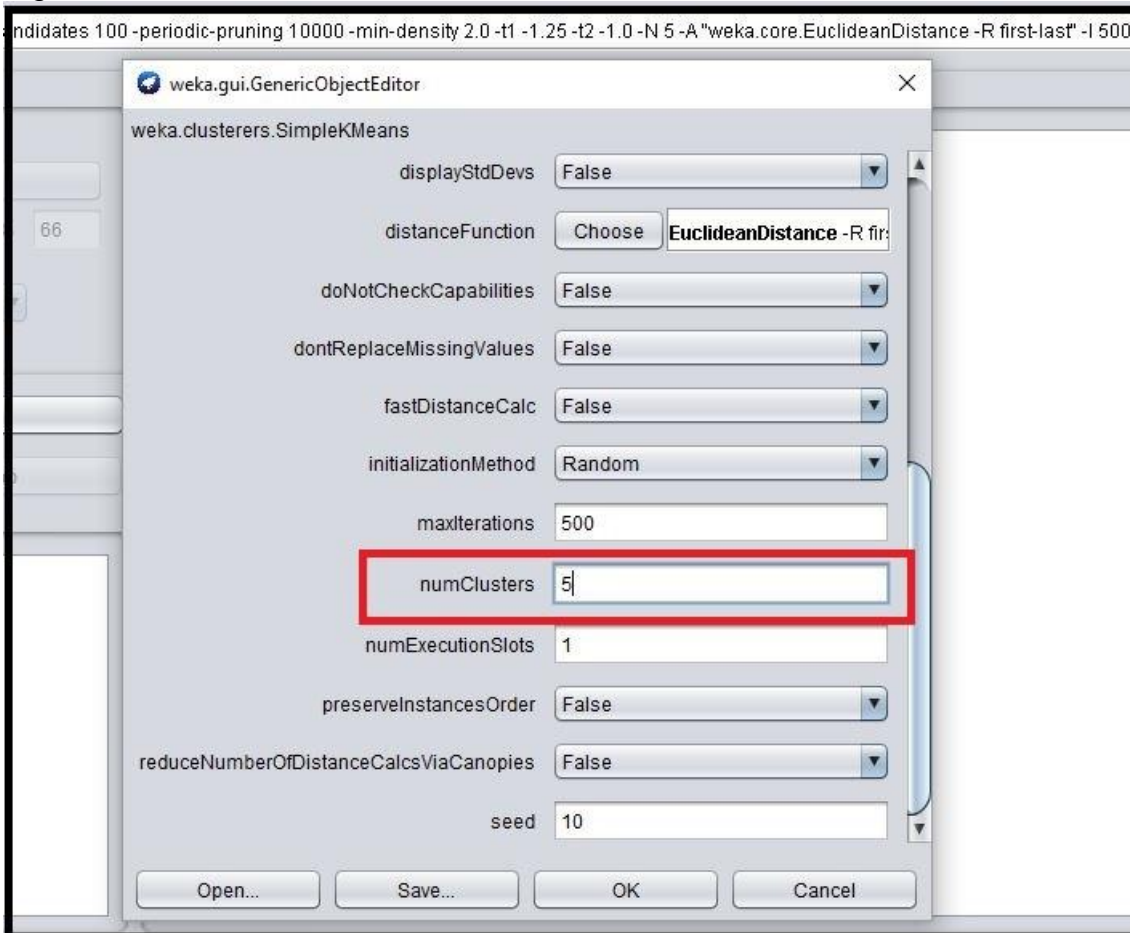 ndidates 100 -periodic-pruning 10000 -min-density 2.0 -t1 -1.25 -t2 -1.0 -N 5 -A "weka.core.EuclideanDistance -R first-last" -I 500
weka.gui.GenericObjectEditor
weka.clusterers.SimpleKMeans
displayStdDevs False
66
distanceFunction Choose EuclideanDistance -R firs
doNotCheckCapabilities False
dontReplaceMissingValues False
fastDistanceCalc False
initializationMethod Random
maxIterations 500
numClusters 5
numExecutionSlots 1
preserveInstancesOrder False
reduceNumberOfDistanceCalcsViaCanopies False
seed 10
Open... Save... OK Cancel